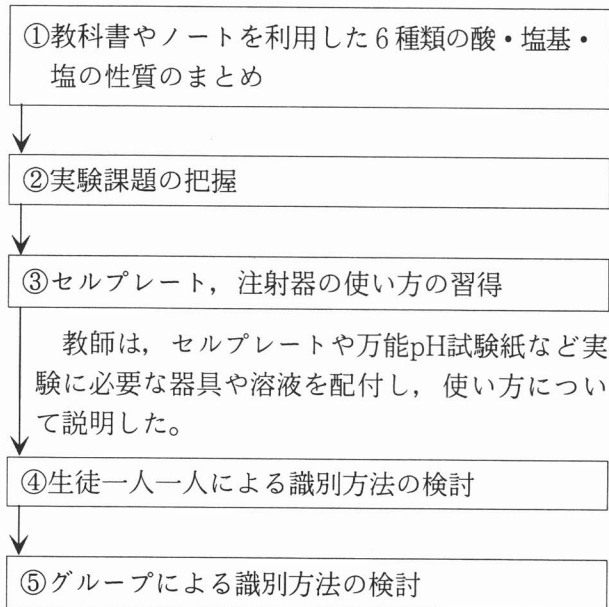 ①教科書やノートを利用した6種類の酸・塩基・
塩の性質のまとめ
②実験課題の把握
③セルプレート，注射器の使い方の習得
教師は，セルプレートや万能pH試験紙など実
験に必要な器具や溶液を配付し，使い方につい
て説明した。
④生徒一人一人による識別方法の検討
⑤グループによる識別方法の検討